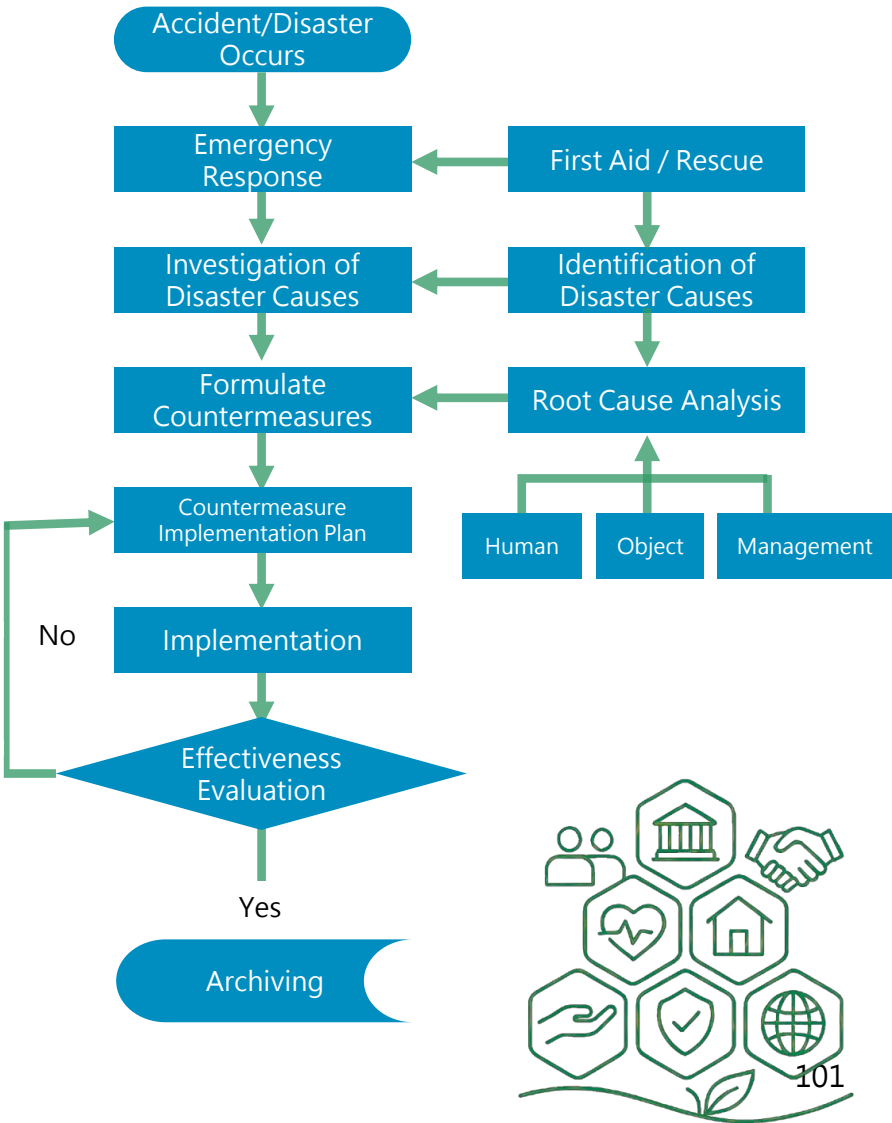 Accident/Disaster
Occurs
Emergency
Response
First Aid / Rescue
Investigation of
Disaster Causes
Identification of
Disaster Causes
Formulate
Countermeasures
Root Cause Analysis
Countermeasure
Implementation Plan
Human
Object
Management
No
Implementation
Effectiveness
Evaluation
Yes
Archiving
101